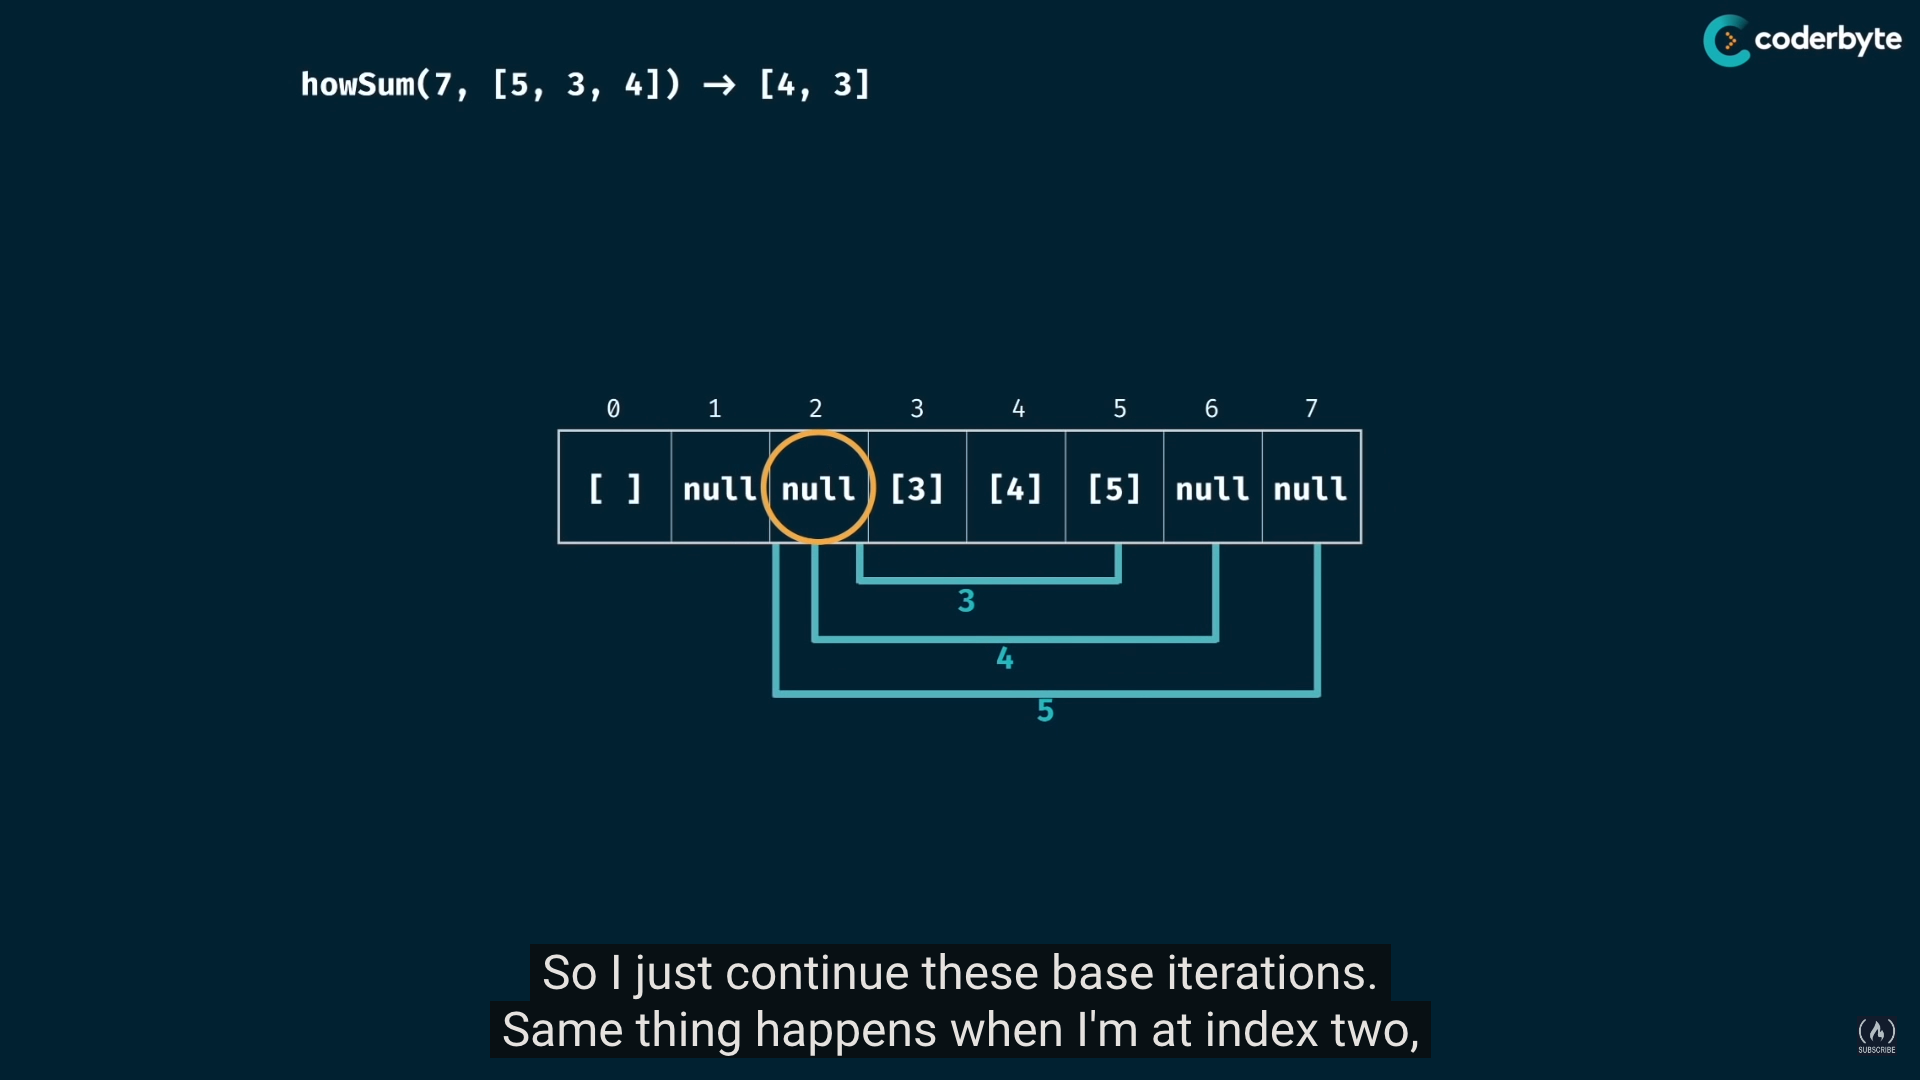 coderbyte
howSum(7, [5, 3, 4]) → [4, 3]
0 1 2 3 4 5 6 7
[ ] null null [3] [4] [5] null null
3
4
5
So I just continue these base iterations.
Same thing happens when I'm at index two,
SUBSCRIBE